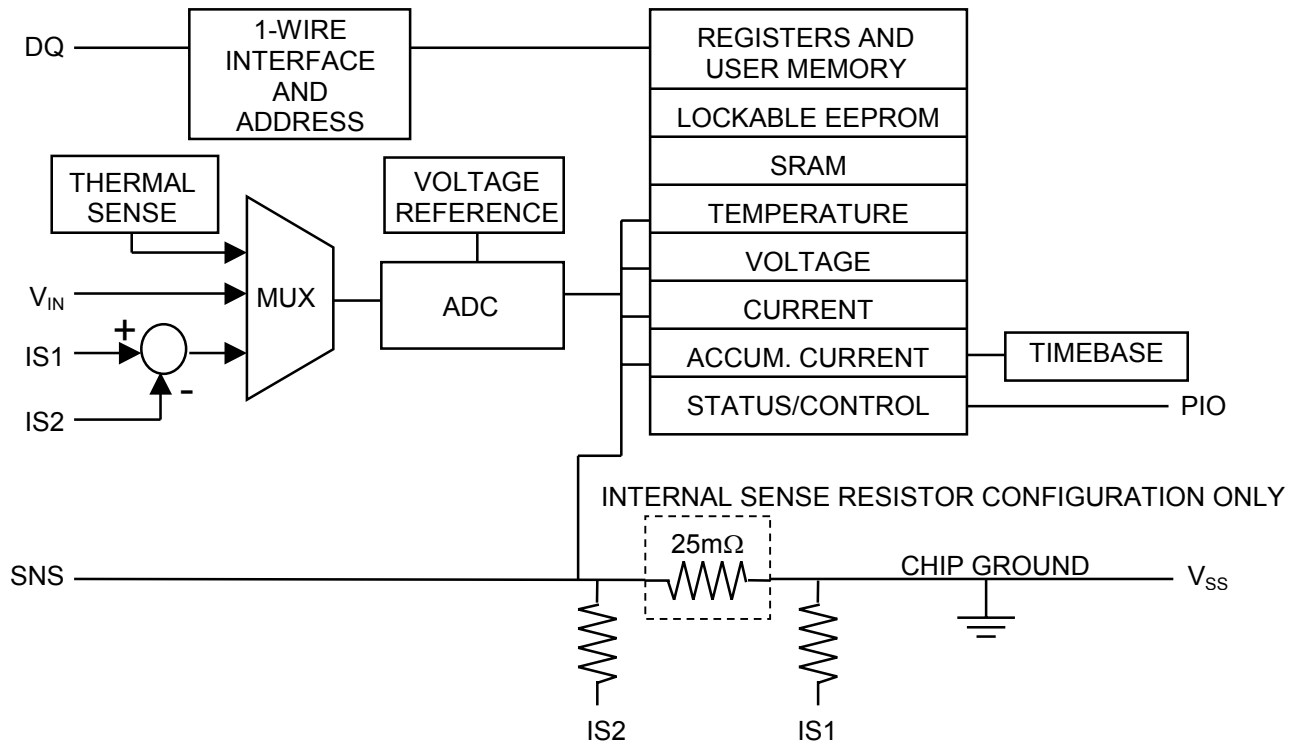 DQ
1-WIRE
INTERFACE
AND
ADDRESS
REGISTERS AND
USER MEMORY
LOCKABLE EEPROM
SRAM
TEMPERATURE
VOLTAGE
CURRENT
ACCUM. CURRENT
STATUS/CONTROL
THERMAL
SENSE
VOLTAGE
REFERENCE
MUX
ADC
VIN
+
IS1
-
IS2
TIMEBASE
PIO
INTERNAL SENSE RESISTOR CONFIGURATION ONLY
25mΩ
SNS
CHIP GROUND
VSS
IS2
IS1